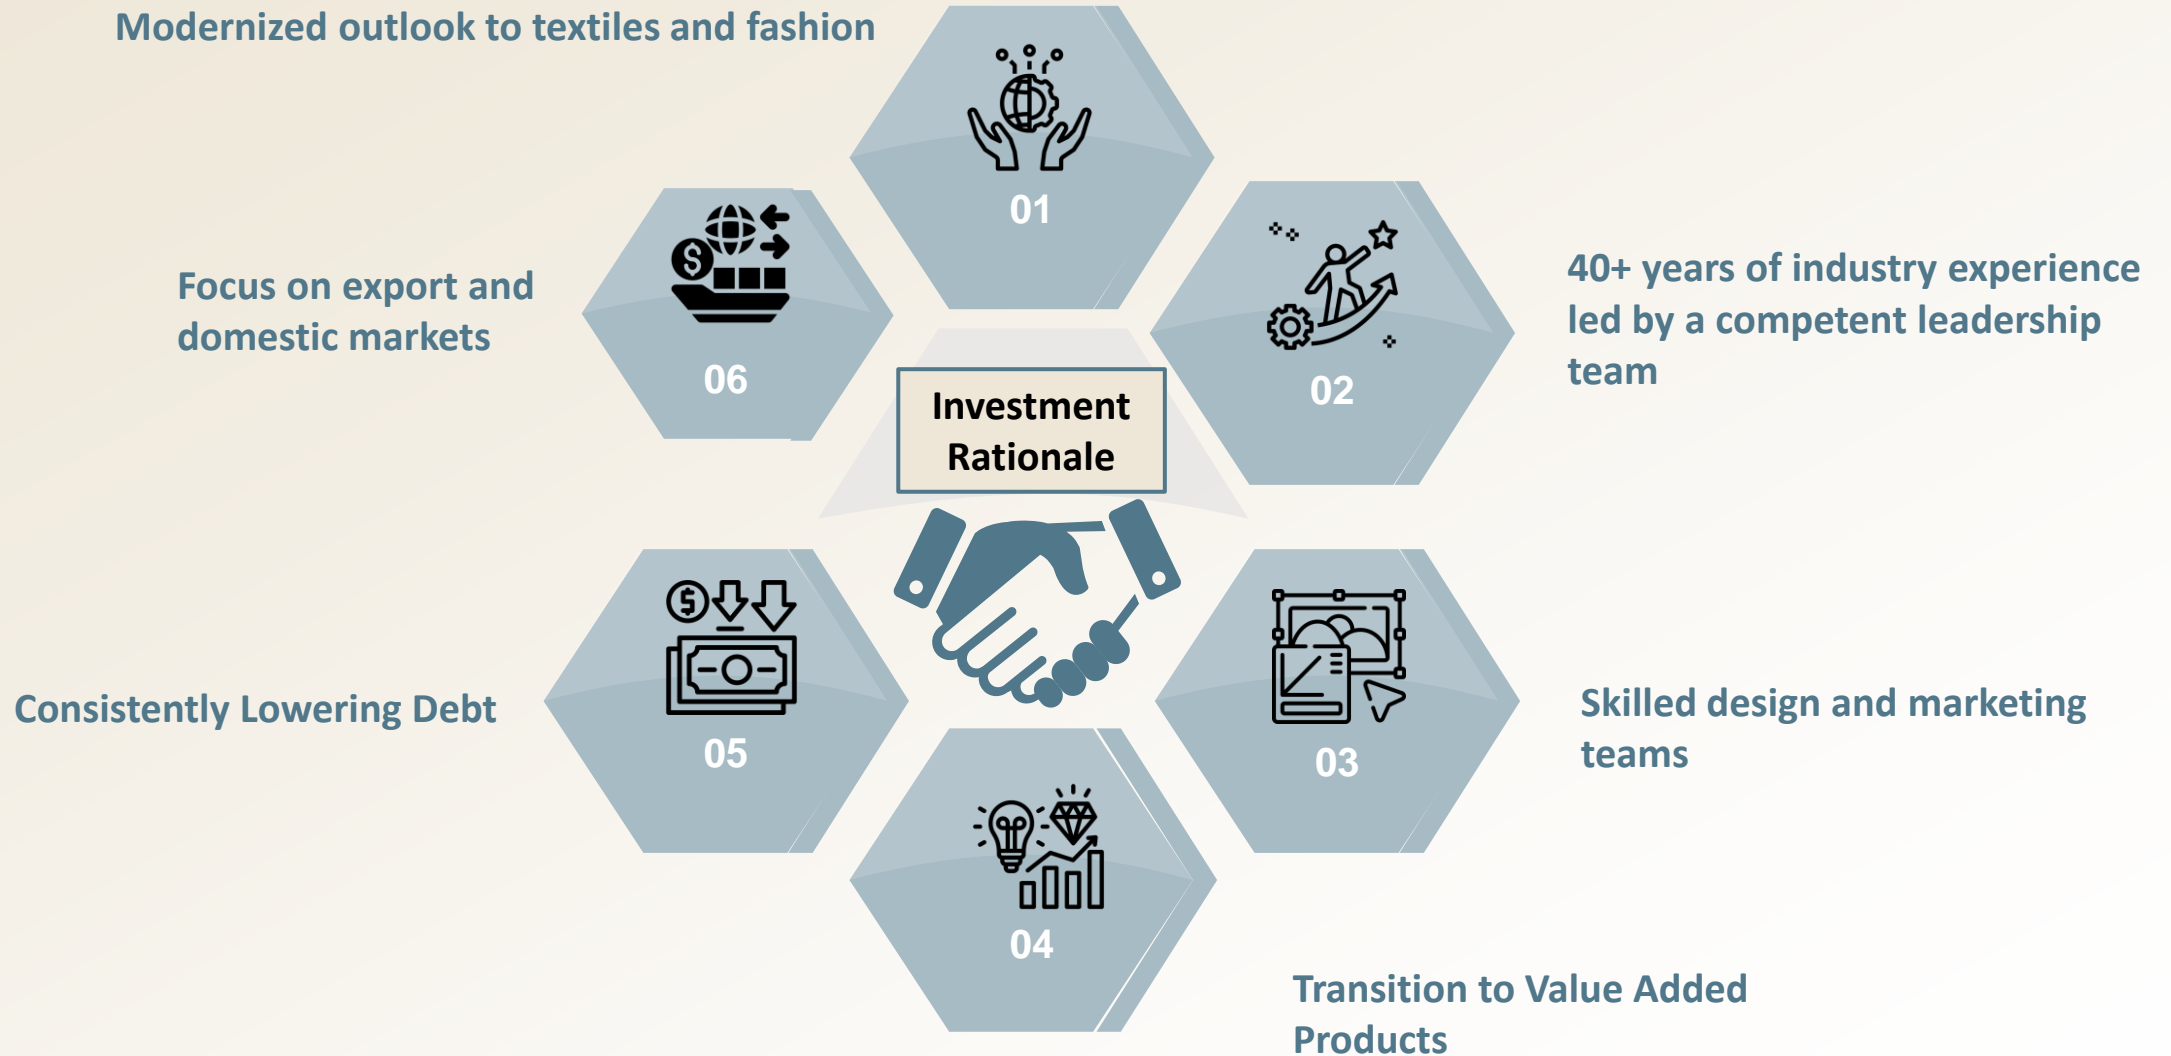 Modernized outlook to textiles and fashion
01
40+ years of industry experience
led by a competent leadership
team
02
Skilled design and marketing
teams
03
Transition to Value Added
Products
04
Consistently Lowering Debt
05
Focus on export and
domestic markets
06
Investment
Rationale